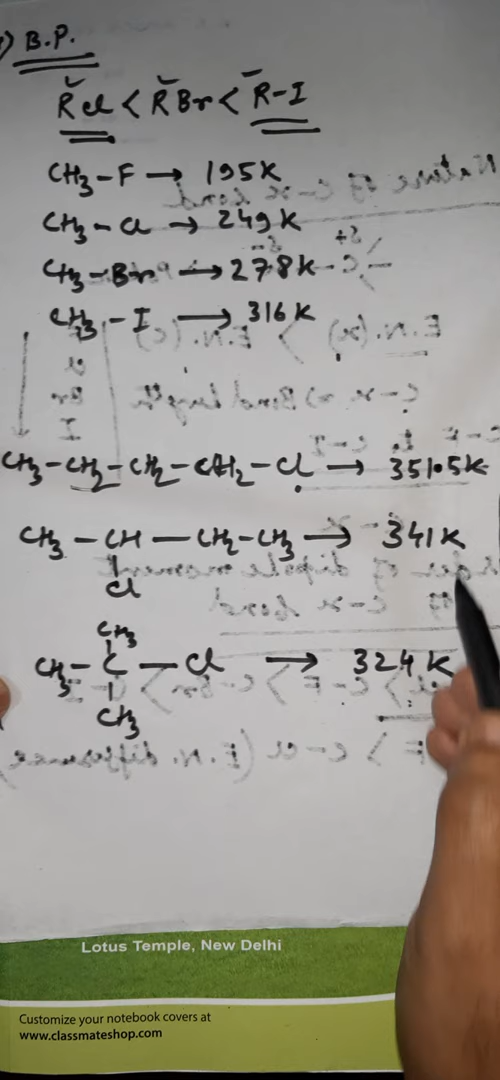 B.P.
RCl < RBr < R-I
CH3-F → 195K
CH3-Cl → 249K
CH3-Br → 278K
CH3-I → 316K
CH3-CH2-CH2-CH2-Cl → 351.5K
CH3-CH-CH2-CH3 → 341K
Cl
CH3
CH3-C-Cl → 324K
CH3
Lotus Temple, New Delhi
Customize your notebook covers at
www.classmateshop.com